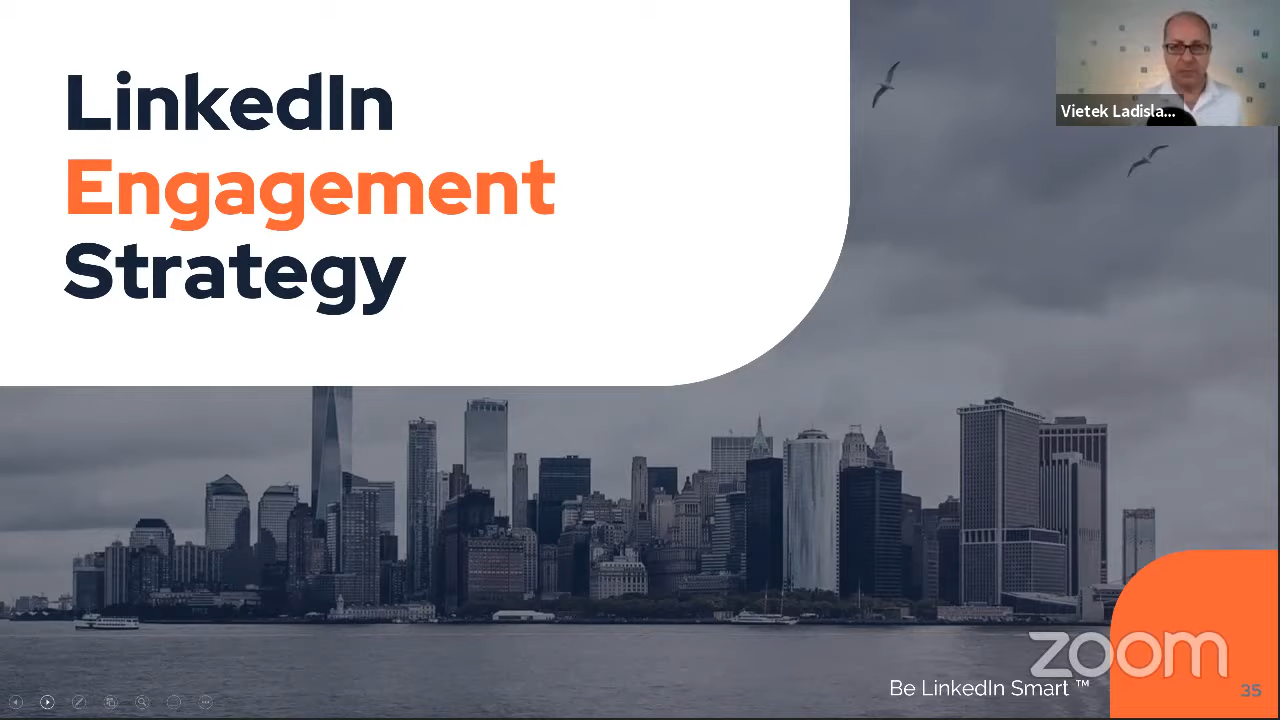 LinkedIn
Engagement
Strategy
Vietek Ladisla...
zoom
Be LinkedIn Smart ™
35